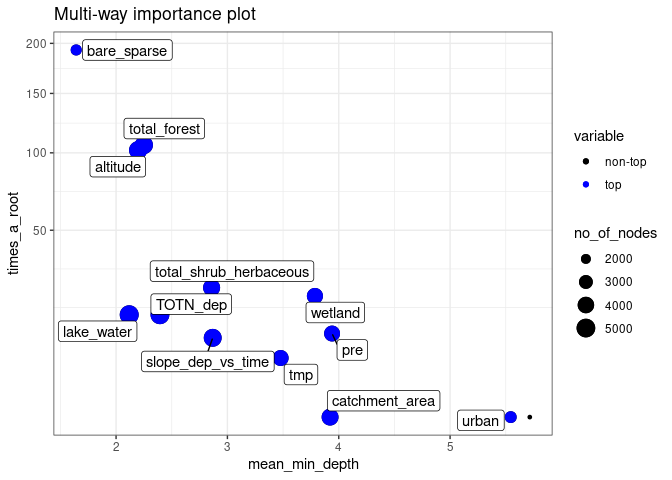 Multi-way importance plot
200
150
100
50
times_a_root
bare_sparse
total_forest
altitude
total_shrub_herbaceous
TOTN_dep
wetland
lake_water
slope_dep_vs_time
pre
tmp
catchment_area
urban
2
3
4
5
mean_min_depth
variable
non-top
top
no_of_nodes
2000
3000
4000
5000